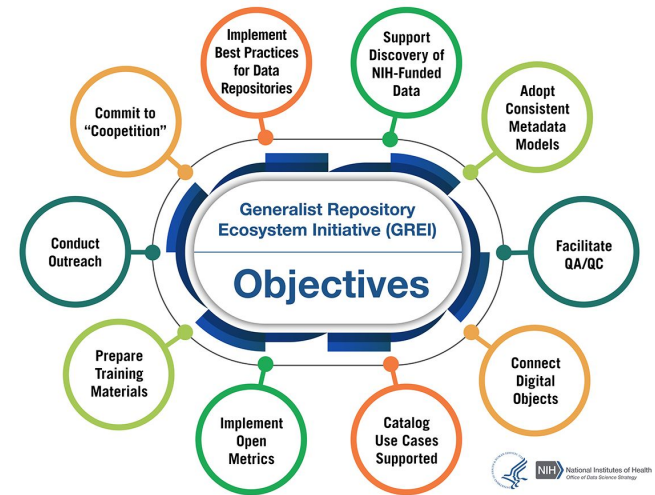 Implement
Best Practices
for Data
Repositories
Support
Discovery of
NIH-Funded
Data
Commit to
“Coopetition”
Adopt
Consistent
Metadata
Models
Generalist Repository
Ecosystem Initiative (GREI)
Objectives
Conduct
Outreach
Facilitate
QA/QC
Prepare
Training
Materials
Connect
Digital
Objects
Implement
Open
Metrics
Catalog
Use Cases
Supported
NIH
National Institutes of Health
Office of Data Science Strategy